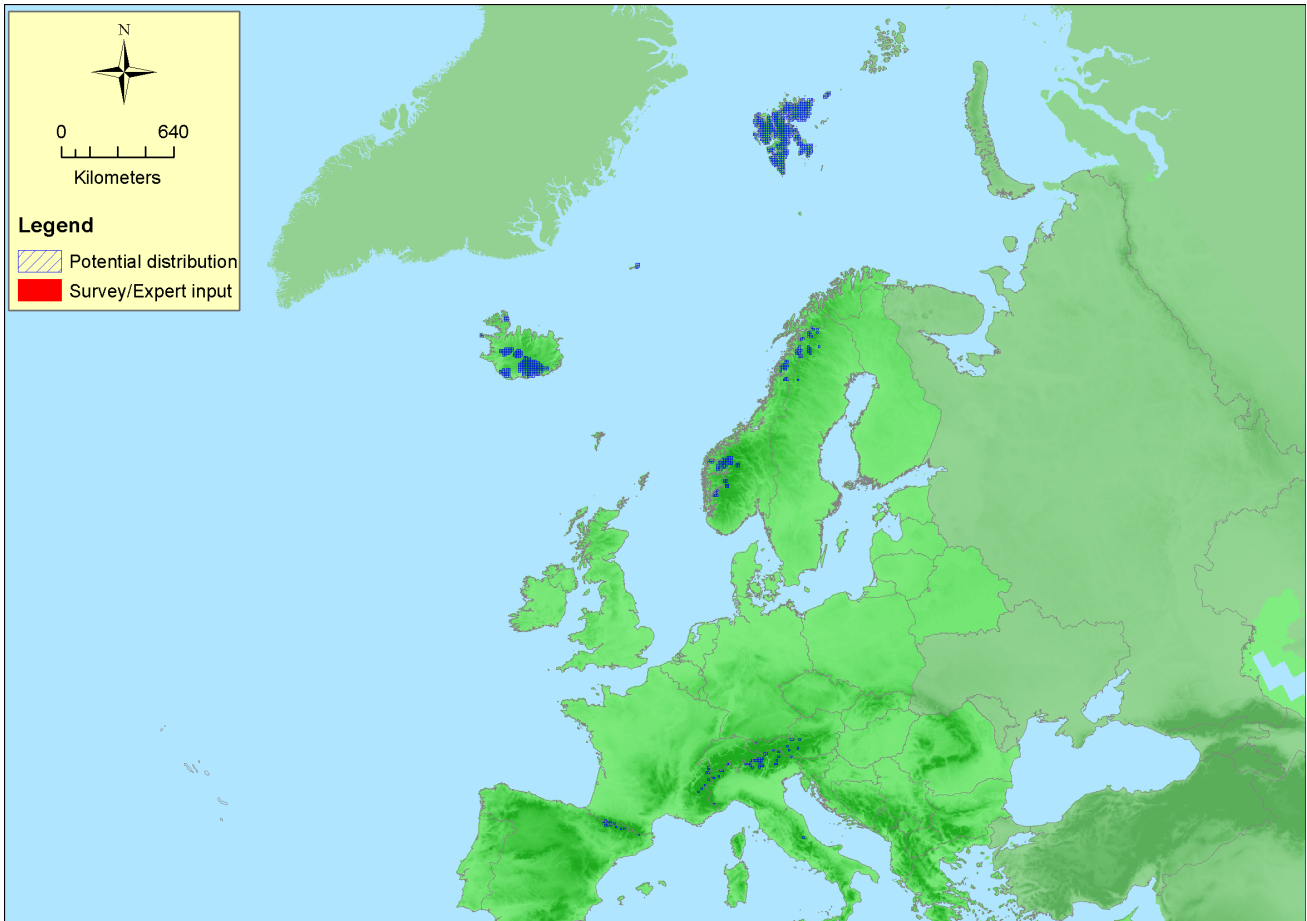 N
0 640
Kilometers
Legend
Potential distribution
Survey/Expert input